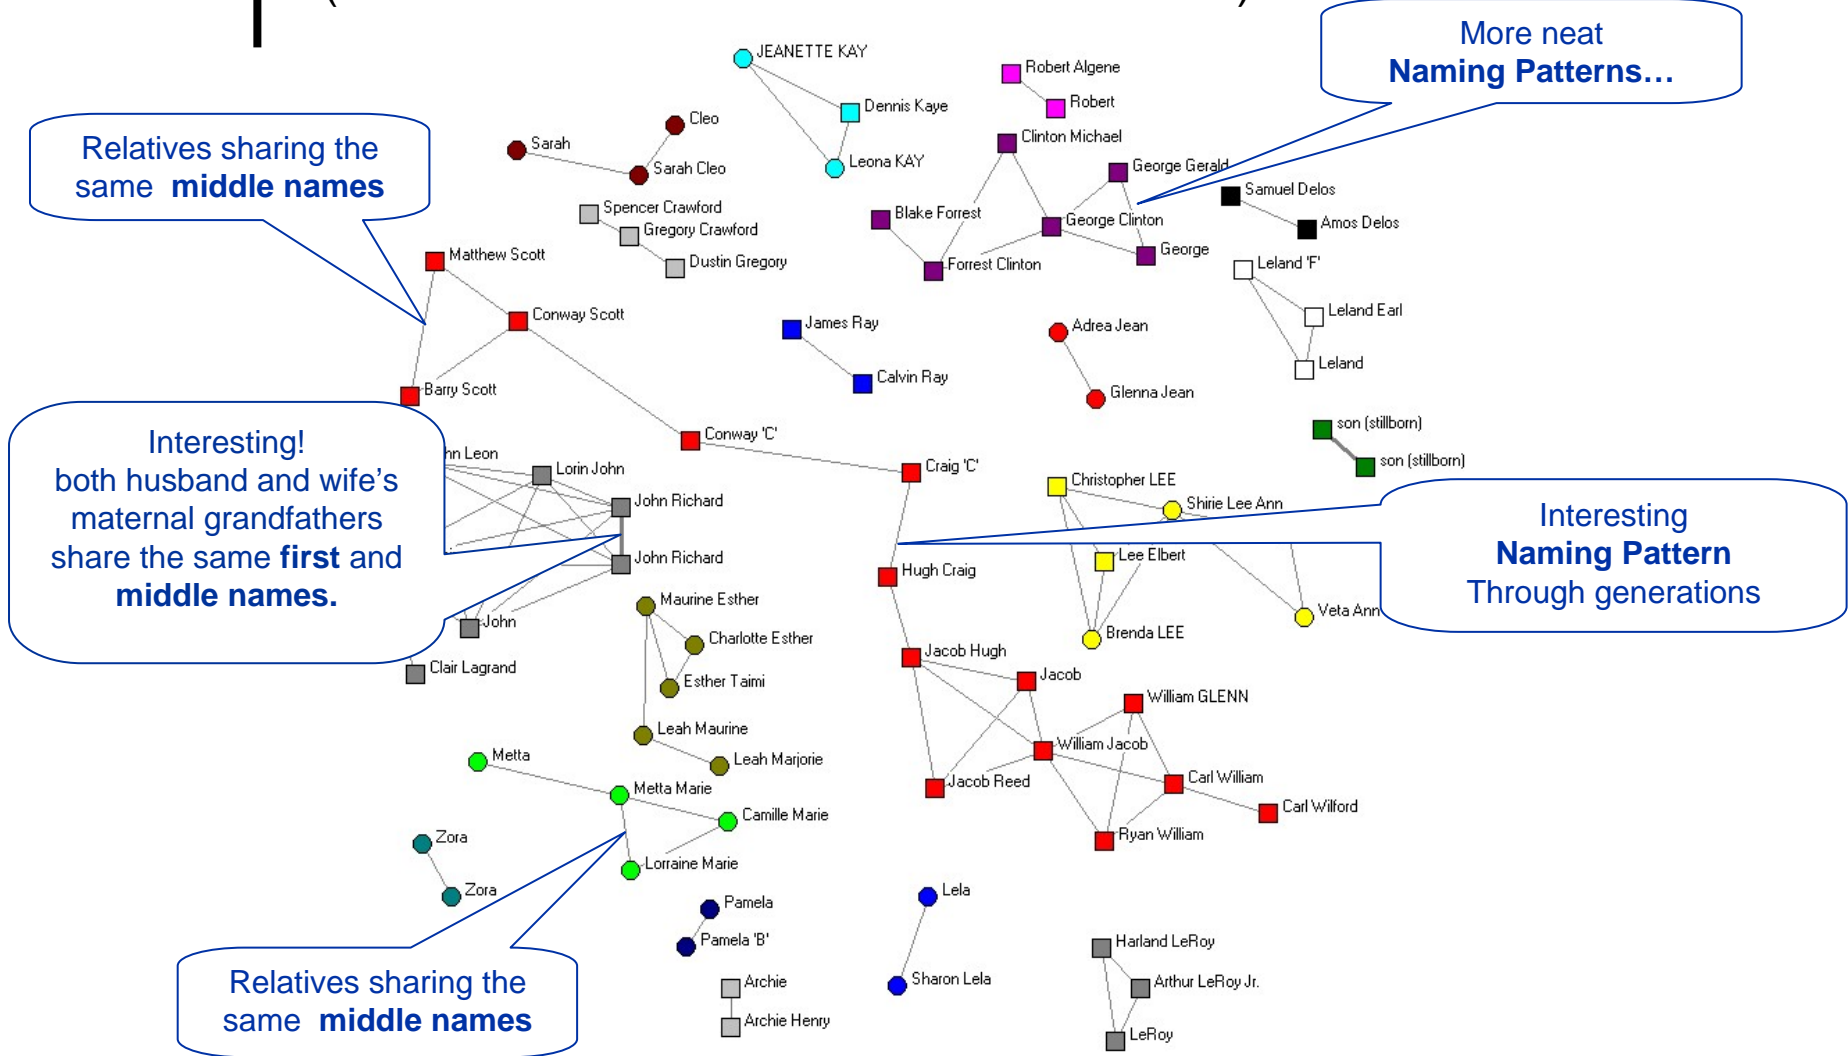 More neat
Naming Patterns…
JEANETTE KAY
Robert Algene
Dennis Kaye
Robert
Cleo
Clinton Michael
Sarah
Relatives sharing the
same middle names
Leona KAY
George Gerald
Sarah Cleo
Samuel Delos
Spencer Crawford
Blake Forrest
George Clinton
Amos Delos
Gregory Crawford
George
Matthew Scott
Dustin Gregory
Forrest Clinton
Leland 'F'
Conway Scott
James Ray
Adrea Jean
Leland Earl
Leland
Barry Scott
Calvin Ray
Glenna Jean
son (stillborn)
Conway 'C'
son (stillborn)
Interesting!
both husband and wife's
maternal grandfathers
share the same first and
middle names.
hn Leon
Lorin John
Craig 'C'
Christopher LEE
John Richard
Shirie Lee Ann
Interesting
Naming Pattern
Through generations
John Richard
Lee Elbert
Hugh Craig
Maurine Esther
Veta Ann
John
Charlotte Esther
Brenda LEE
Clair Lagrand
Jacob Hugh
Esther Taimi
Jacob
William GLENN
Leah Maurine
William Jacob
Metta
Leah Marjorie
Jacob Reed
Carl William
Metta Marie
Camille Marie
Carl Wilford
Zora
Ryan William
Lorraine Marie
Zora
Lela
Pamela
Pamela 'B'
Harland LeRoy
Relatives sharing the
same middle names
Archie
Sharon Lela
Arthur LeRoy Jr.
Archie Henry
LeRoy